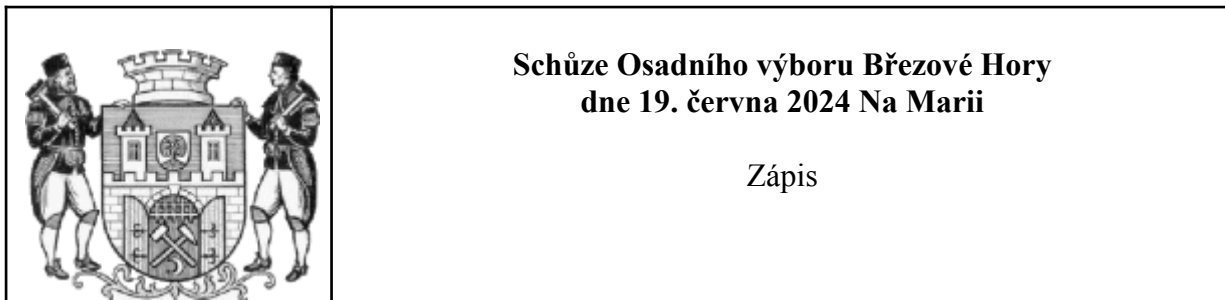 Schůze Osadního výboru Březové Hory
dne 19. června 2024 Na Marii
Zápis